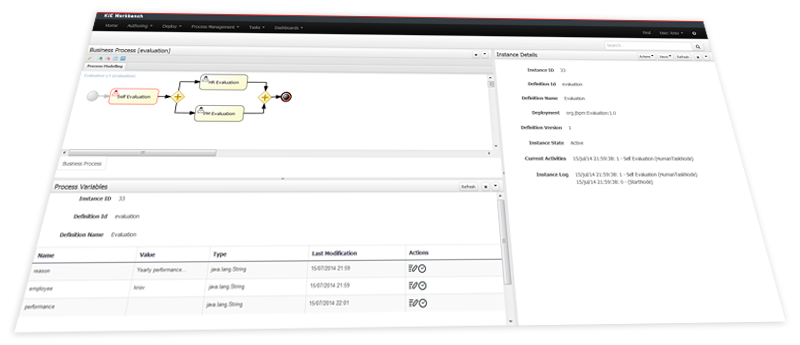 KIE Workbench
Home Authoring Deploy Process Management Tasks Dashboards Find User:
Search...
Business Process [evaluation]
Process Modelling
Evaluation v.1 (evaluation)
Self Evaluation
HR Evaluation
PM Evaluation
Business Process
Instance Details
Actions Views Refresh
Instance ID 33
Definition Id evaluation
Definition Name Evaluation
Deployment org.jbpm:Evaluation:1.0
Definition Version 1
Instance State Active
Current Activities 15/Jul/14 21:59:38: 1 - Self Evaluation (HumanTaskNode)
Instance Log 15/Jul/14 21:59:38: 1 - Self Evaluation (HumanTaskNode)
15/Jul/14 21:59:38: 0 - (StartNode)
Process Variables
Refresh
Instance ID 33
Definition Id evaluation
Definition Name Evaluation
Name Value Type Last Modification Actions
reason Yearly performance... java.lang.String 15/07/2014 21:59
employee krisv java.lang.String 15/07/2014 21:59
performance java.lang.String 15/07/2014 22:01